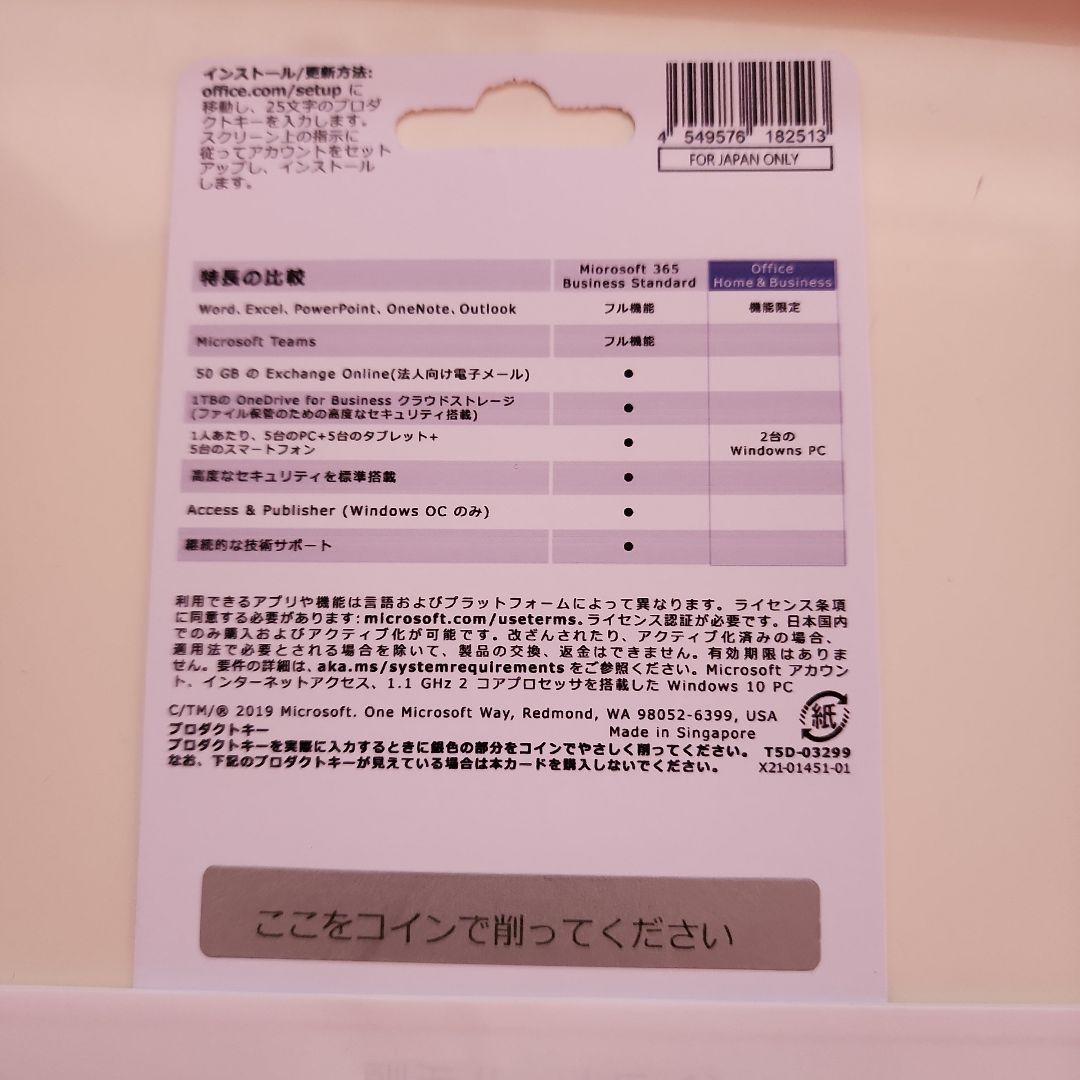 インストール/更新方法:
office.com/setup に
移動し、25文字のプロダ
クトキーを入力します。
スクリーン上の指示に
従ってアカウントをセット
アップし、インストール
します。
4 549576 182513
FOR JAPAN ONLY
特長の比較 Miorosoft 365 Business Standard Office Home & Business
Word、Excel、PowerPoint、OneNote、Outlook フル機能 機能限定
Microsoft Teams フル機能
50 GB の Exchange Online(法人向け電子メール) ●
1TBの OneDrive for Business クラウドストレージ
(ファイル保管のための高度なセキュリティ搭載) ●
1人あたり、5台のPC+5台のタブレット+
5台のスマートフォン ● 2台の Windowns PC
高度なセキュリティを標準搭載 ●
Access & Publisher (Windows OC のみ) ●
継続的な技術サポート ●
利用できるアプリや機能は言語およびプラットフォームによって異なります。ライセンス条項
に同意する必要があります:microsoft.com/useterms.ライセンス認証が必要です。日本国内
でのみ購入およびアクティブ化が可能です。改ざんされたり、アクティブ化済みの場合、
適用法で必要とされる場合を除いて、製品の交換、返金はできません。有効期限はありま
せん。要件の詳細は、aka.ms/systemrequirements をご参照ください。Microsoft アカウン
ト、インターネットアクセス、1.1 GHz 2 コアプロセッサを搭載した Windows 10 PC
C/TM/® 2019 Microsoft. One Microsoft Way, Redmond, WA 98052-6399, USA
プロダクトキー Made in Singapore
紙
プロダクトキーを実際に入力するときに銀色の部分をコインでやさしく削ってください。 T5D-03299
なお、下記のプロダクトキーが見えている場合は本カードを購入しないでください。 X21-01451-01
ここをコインで削ってください